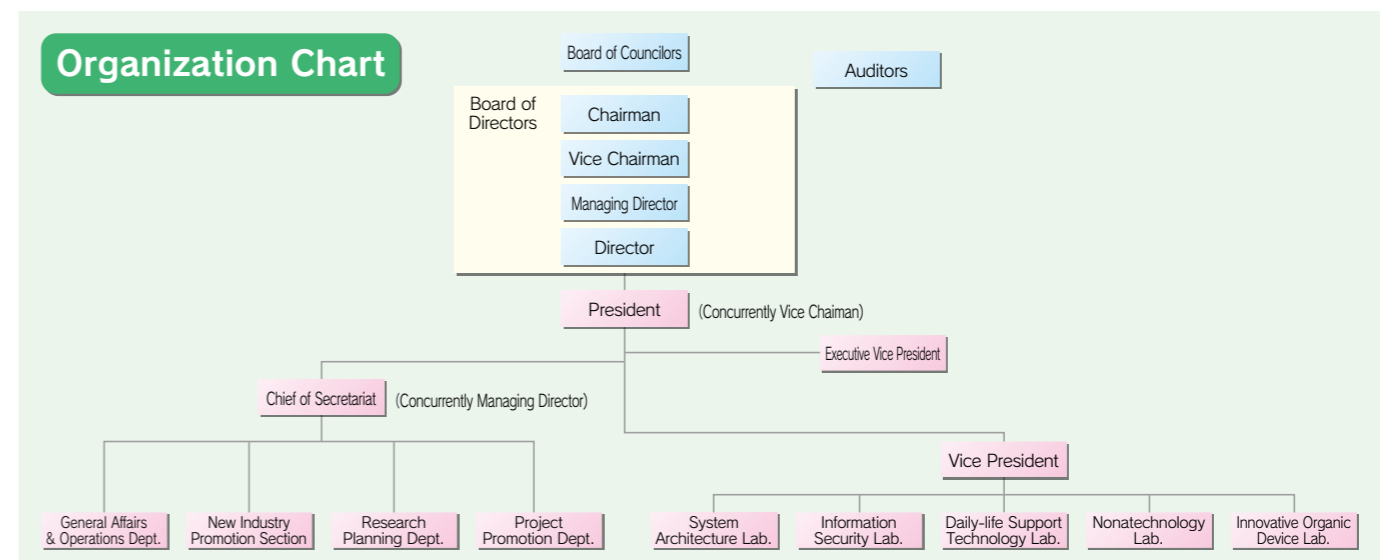 Organization Chart
Board of Councilors
Auditors
Board of
Directors
Chairman
Vice Chairman
Managing Director
Director
President
(Concurrently Vice Chaiman)
Executive Vice President
Chief of Secretariat
(Concurrently Managing Director)
Vice President
General Affairs
& Operations Dept.
New Industry
Promotion Section
Research
Planning Dept.
Project
Promotion Dept.
System
Architecture Lab.
Information
Security Lab.
Daily-life Support
Technology Lab.
Nonatechnology
Lab.
Innovative Organic
Device Lab.